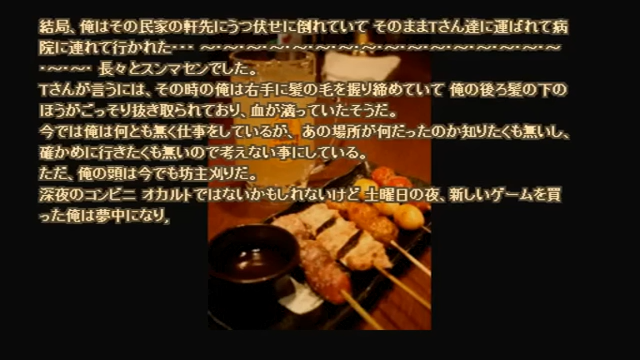 結局、俺はその民家の軒先にうつ伏せに倒れていて そのままTさん達に運ばれて病
院に連れて行かれた・・・ ～・～・～・～・～・～・～・～・～・～・～・～・～・～・～・～
・～・～・ 長々とスンマセンでした。
Tさんが言うには、その時の俺は右手に髪の毛を握り締めていて 俺の後ろ髪の下の
ほうがごっそり抜き取られており、血が滴っていたそうだ。
今では俺は何とも無く仕事をしているが、 あの場所が何だったのか知りたくも無いし、
確かめに行きたくも無いので考えない事にしている。
ただ、俺の頭は今でも坊主刈りだ。
深夜のコンビニ オカルトではないかもしれないけど 土曜日の夜、新しいゲームを買
った俺は夢中になり,